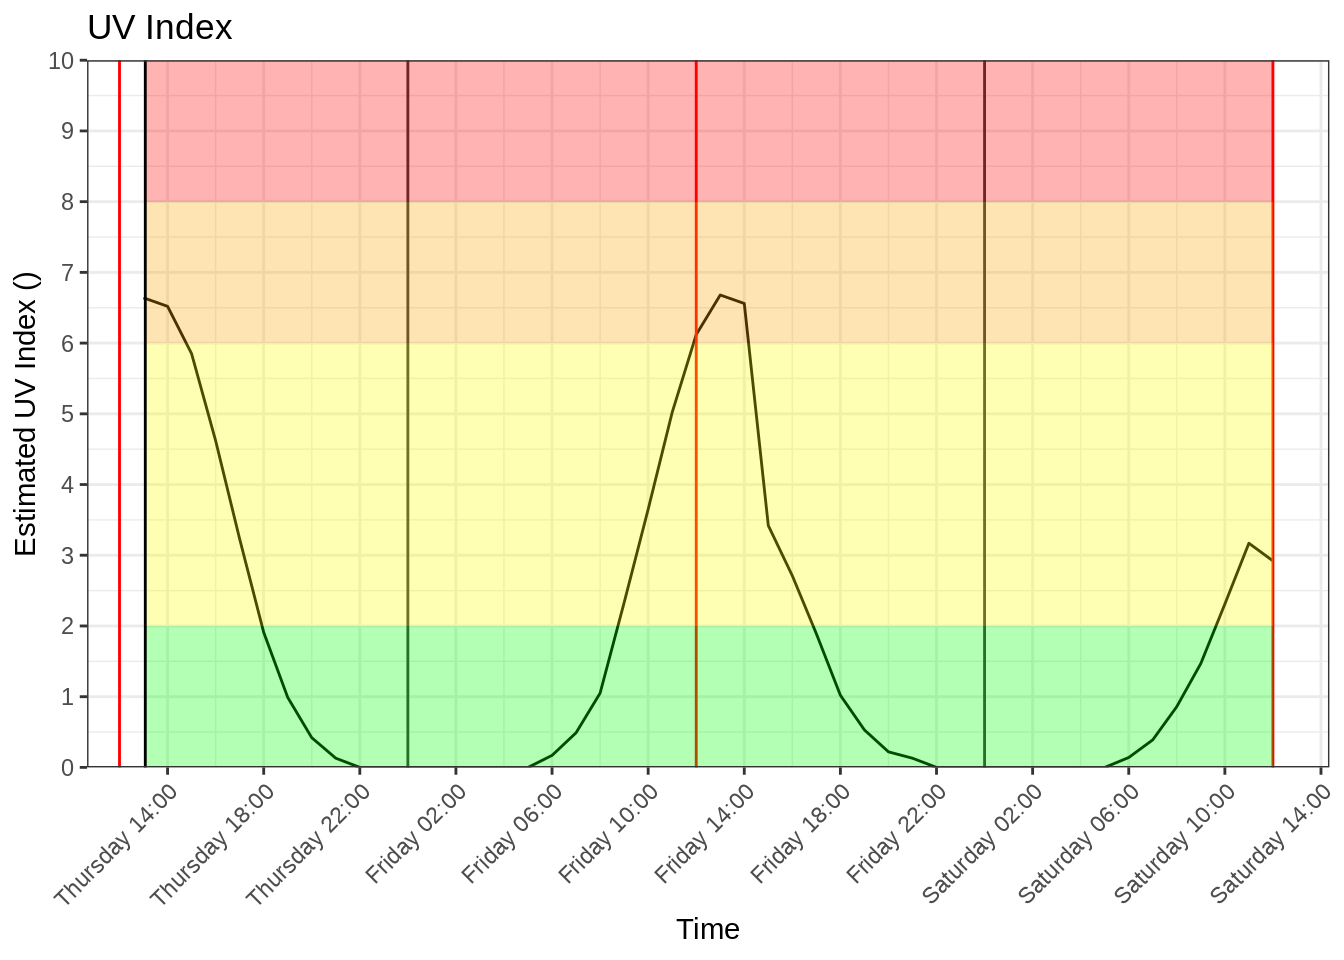 UV Index
10
9
8
7
6
5
4
3
2
1
0
Estimated UV Index ()
Thursday 14:00
Thursday 18:00
Thursday 22:00
Friday 02:00
Friday 06:00
Friday 10:00
Friday 14:00
Friday 18:00
Friday 22:00
Saturday 02:00
Saturday 06:00
Saturday 10:00
Saturday 14:00
Time